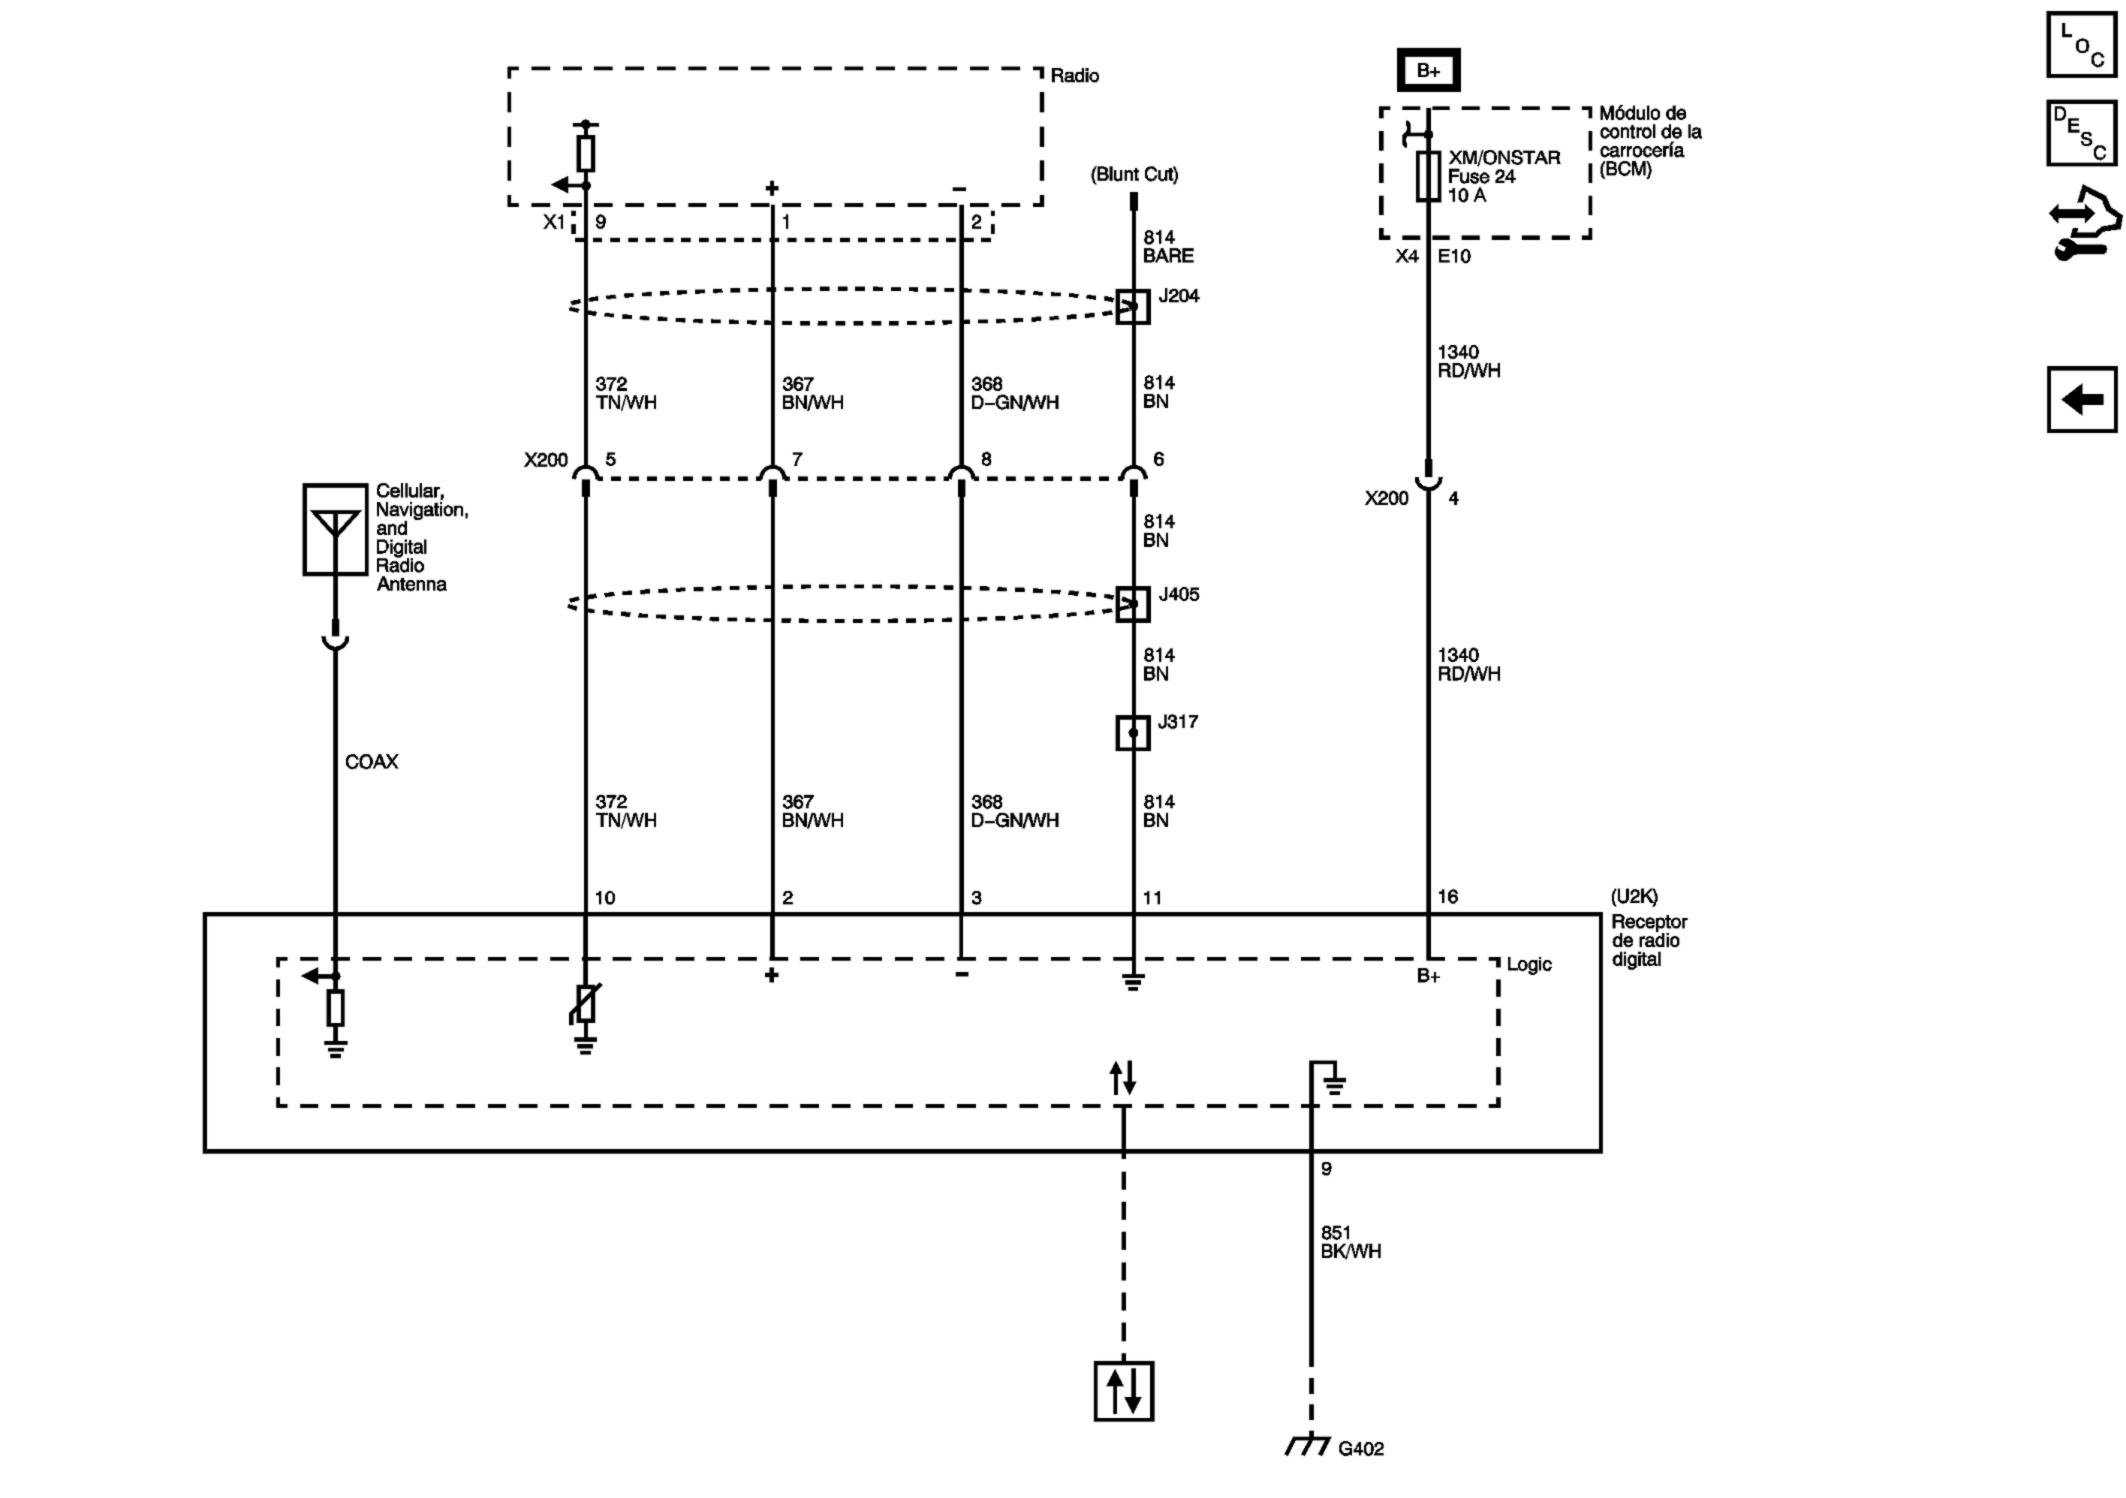 L
O
C
D
E
S
C
Radio
+
−
X1
9
1
2
(Blunt Cut)
814
BARE
J204
B+
Módulo de
control de la
carrocería
(BCM)
XM/ONSTAR
Fuse 24
10 A
X4
E10
1340
RD/WH
372
TN/WH
367
BN/WH
368
D–GN/WH
814
BN
X200
5
7
8
6
X200
4
Cellular,
Navigation,
and
Digital
Radio
Antenna
814
BN
J405
814
BN
1340
RD/WH
J317
COAX
372
TN/WH
367
BN/WH
368
D–GN/WH
814
BN
10
2
3
11
16
(U2K)
Receptor
de radio
digital
+
−
B+
Logic
9
851
BK/WH
G402